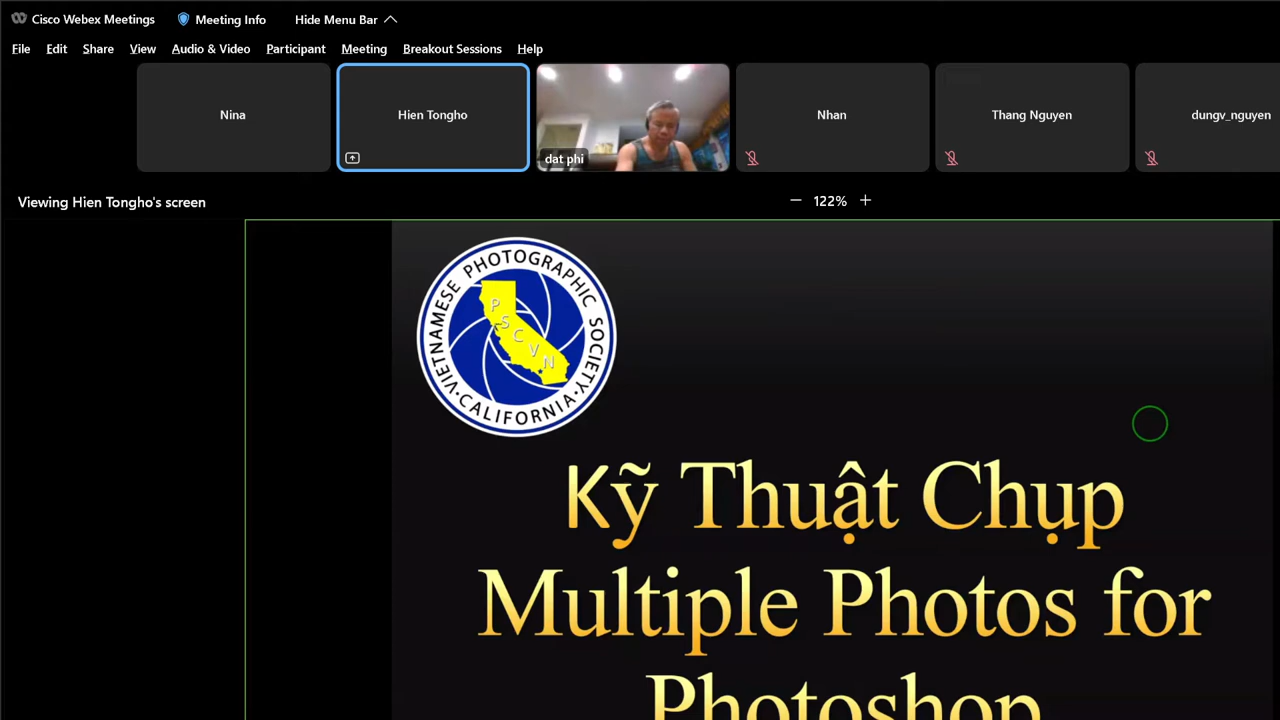 Cisco Webex Meetings Meeting Info Hide Menu Bar
File Edit Share View Audio & Video Participant Meeting Breakout Sessions Help
Nina Hien Tongho dat phi Nhan Thang Nguyen dungv_nguyen
Viewing Hien Tongho's screen 122%
VIETNAMESE PHOTOGRAPHIC SOCIETY
CALIFORNIA
PSCVN
Kỹ Thuật Chụp
Multiple Photos for
Photoshop